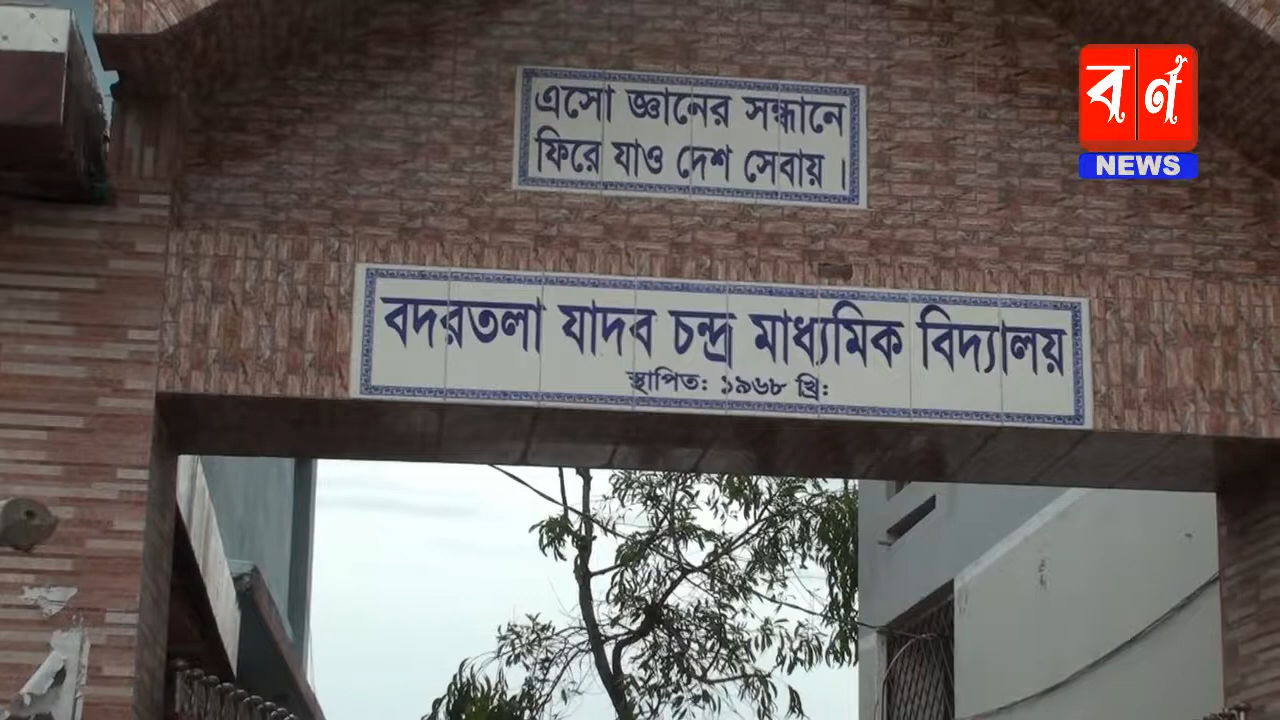 এসো জ্ঞানের সন্ধানে
ফিরে যাও দেশ সেবায়।
বর্ণ
NEWS
বদরতলা যাদব চন্দ্র মাধ্যমিক বিদ্যালয়
স্থাপিত: ১৯৬৮ খ্রি: